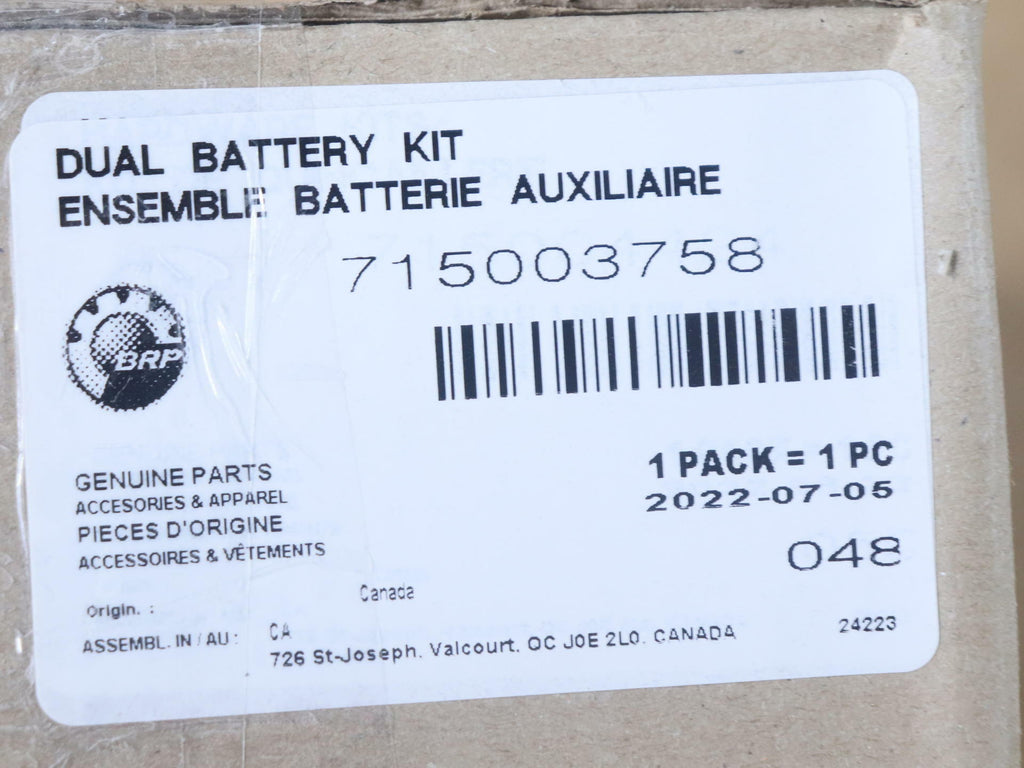 DUAL BATTERY KIT
ENSEMBLE BATTERIE AUXILIAIRE
715003758
BRP
1 PACK = 1 PC
2022-07-05
GENUINE PARTS
ACCESORIES & APPAREL
PIECES D'ORIGINE
ACCESSOIRES & VÊTEMENTS
048
Origin. :
Canada
ASSEMBL. IN / AU :
CA
726 St-Joseph. Valcourt. QC J0E 2L0. CANADA
24223